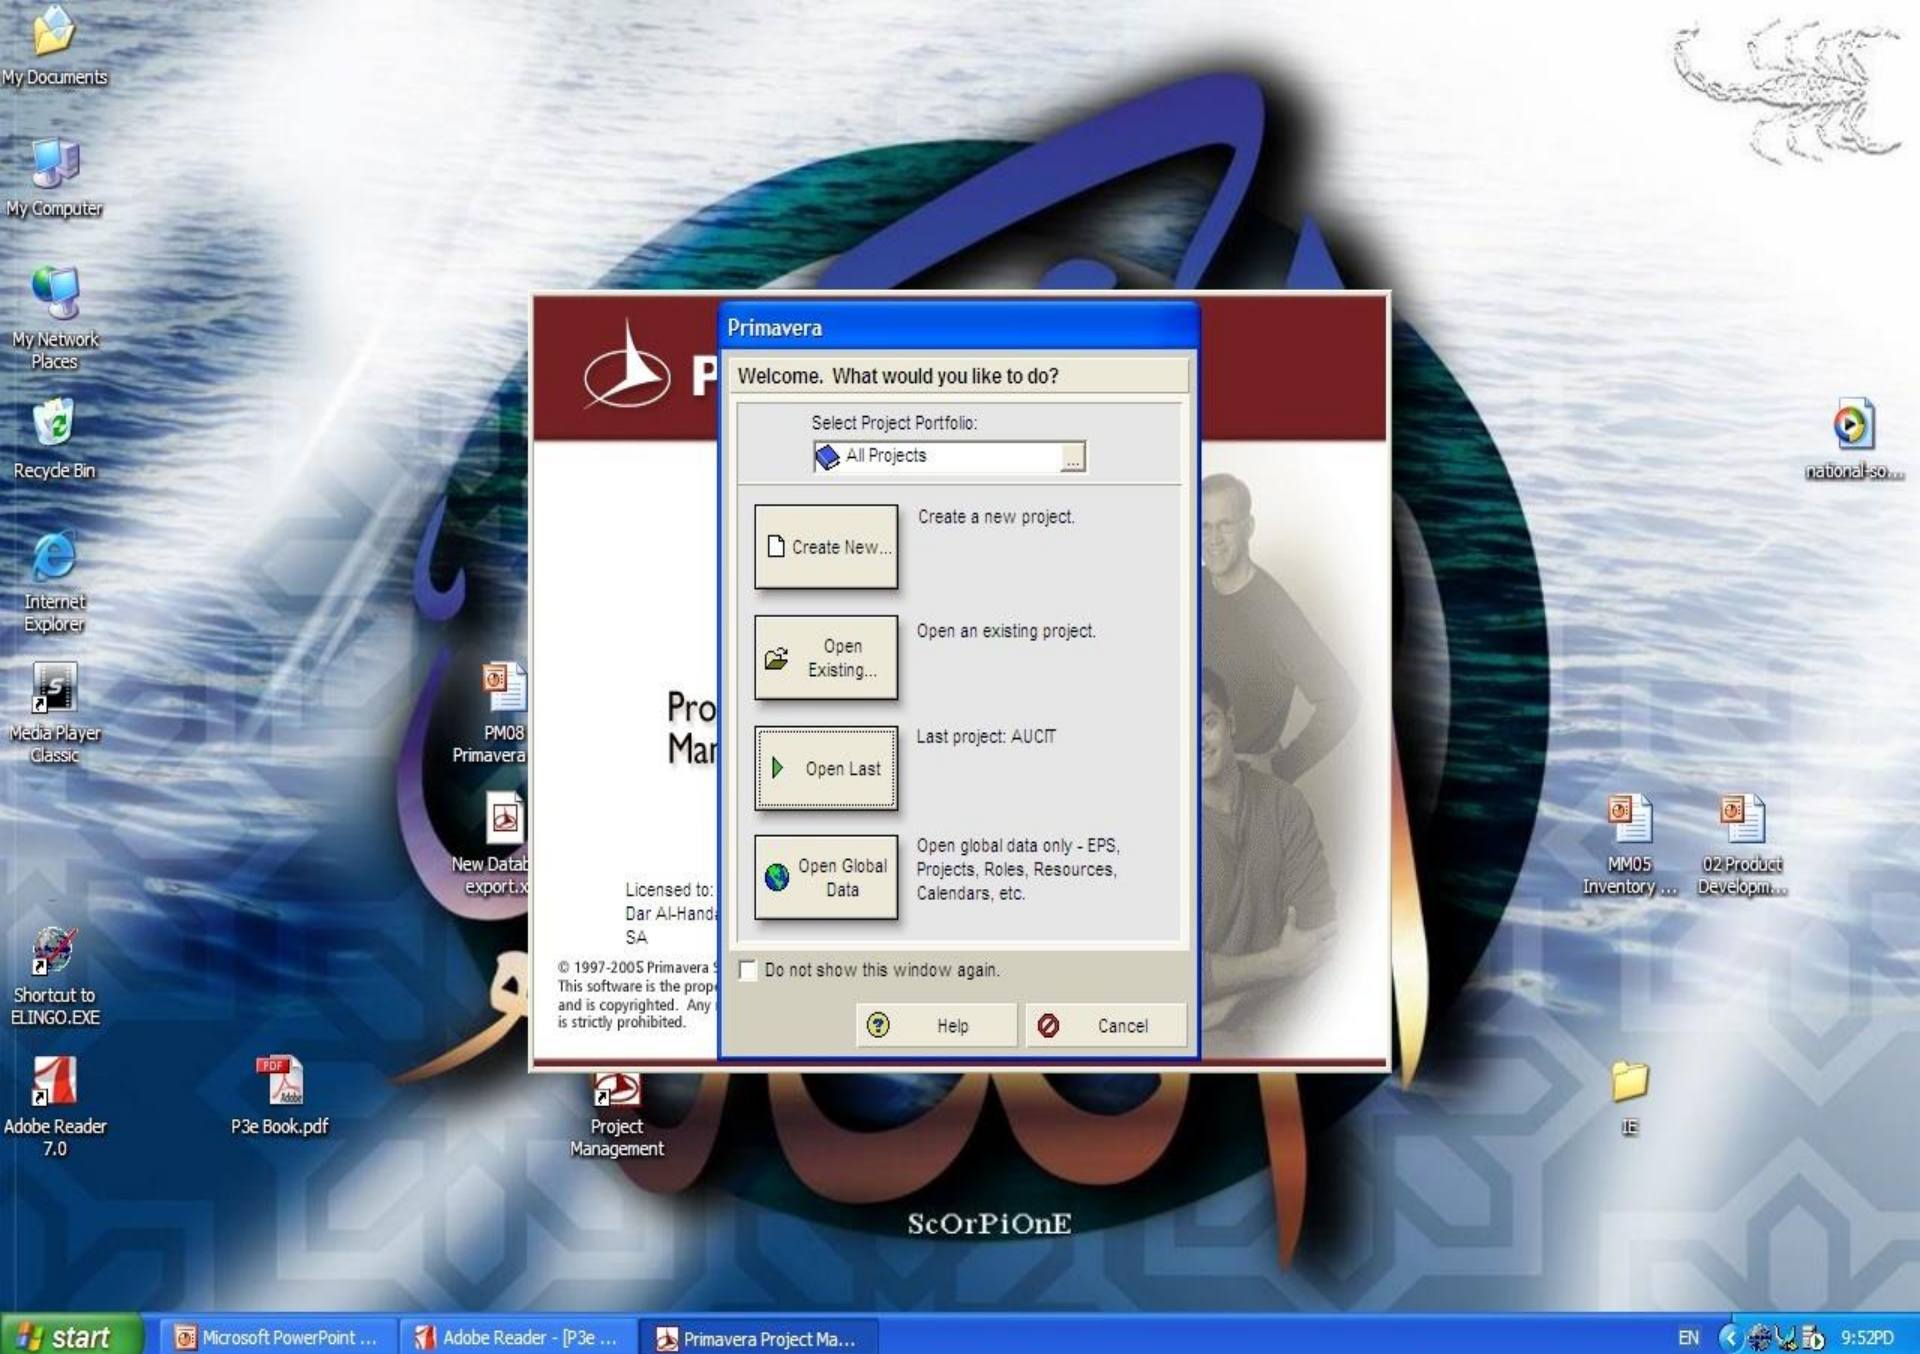 My Documents
My Computer
My Network
Places
Recycle Bin
Internet
Explorer
Media Player
Classic
Shortcut to
ELINGO.EXE
Adobe Reader
7.0
P3e Book.pdf
PM08
Primavera
New Datab
export.x
Project
Management
P
Pro
Man
Licensed to:
Dar Al-Handa
SA
© 1997-2005 Primavera S
This software is the prope
and is copyrighted. Any
is strictly prohibited.
Primavera
Welcome. What would you like to do?
Select Project Portfolio:
All Projects
...
Create New...
Create a new project.
Open
Existing...
Open an existing project.
Open Last
Last project: AUCIT
Open Global
Data
Open global data only - EPS,
Projects, Roles, Resources,
Calendars, etc.
Do not show this window again.
Help
Cancel
national-so...
MM05
Inventory ...
02 Product
Developm...
IE
ScOrPiOnE
start
Microsoft PowerPoint ...
Adobe Reader - [P3e ...
Primavera Project Ma...
EN
9:52PD